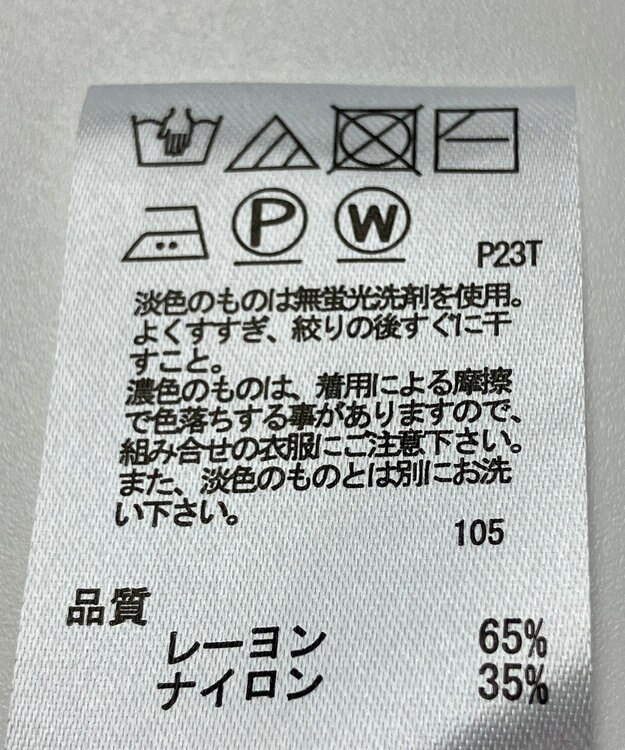 P W P23T
淡色のものは無蛍光洗剤を使用。
よくすすぎ、絞りの後すぐに干
すこと。
濃色のものは、着用による摩擦
で色落ちする事がありますので、
組み合せの衣服にご注意下さい。
また、淡色のものとは別にお洗
い下さい。
105
品質
レーヨン 65%
ナイロン 35%